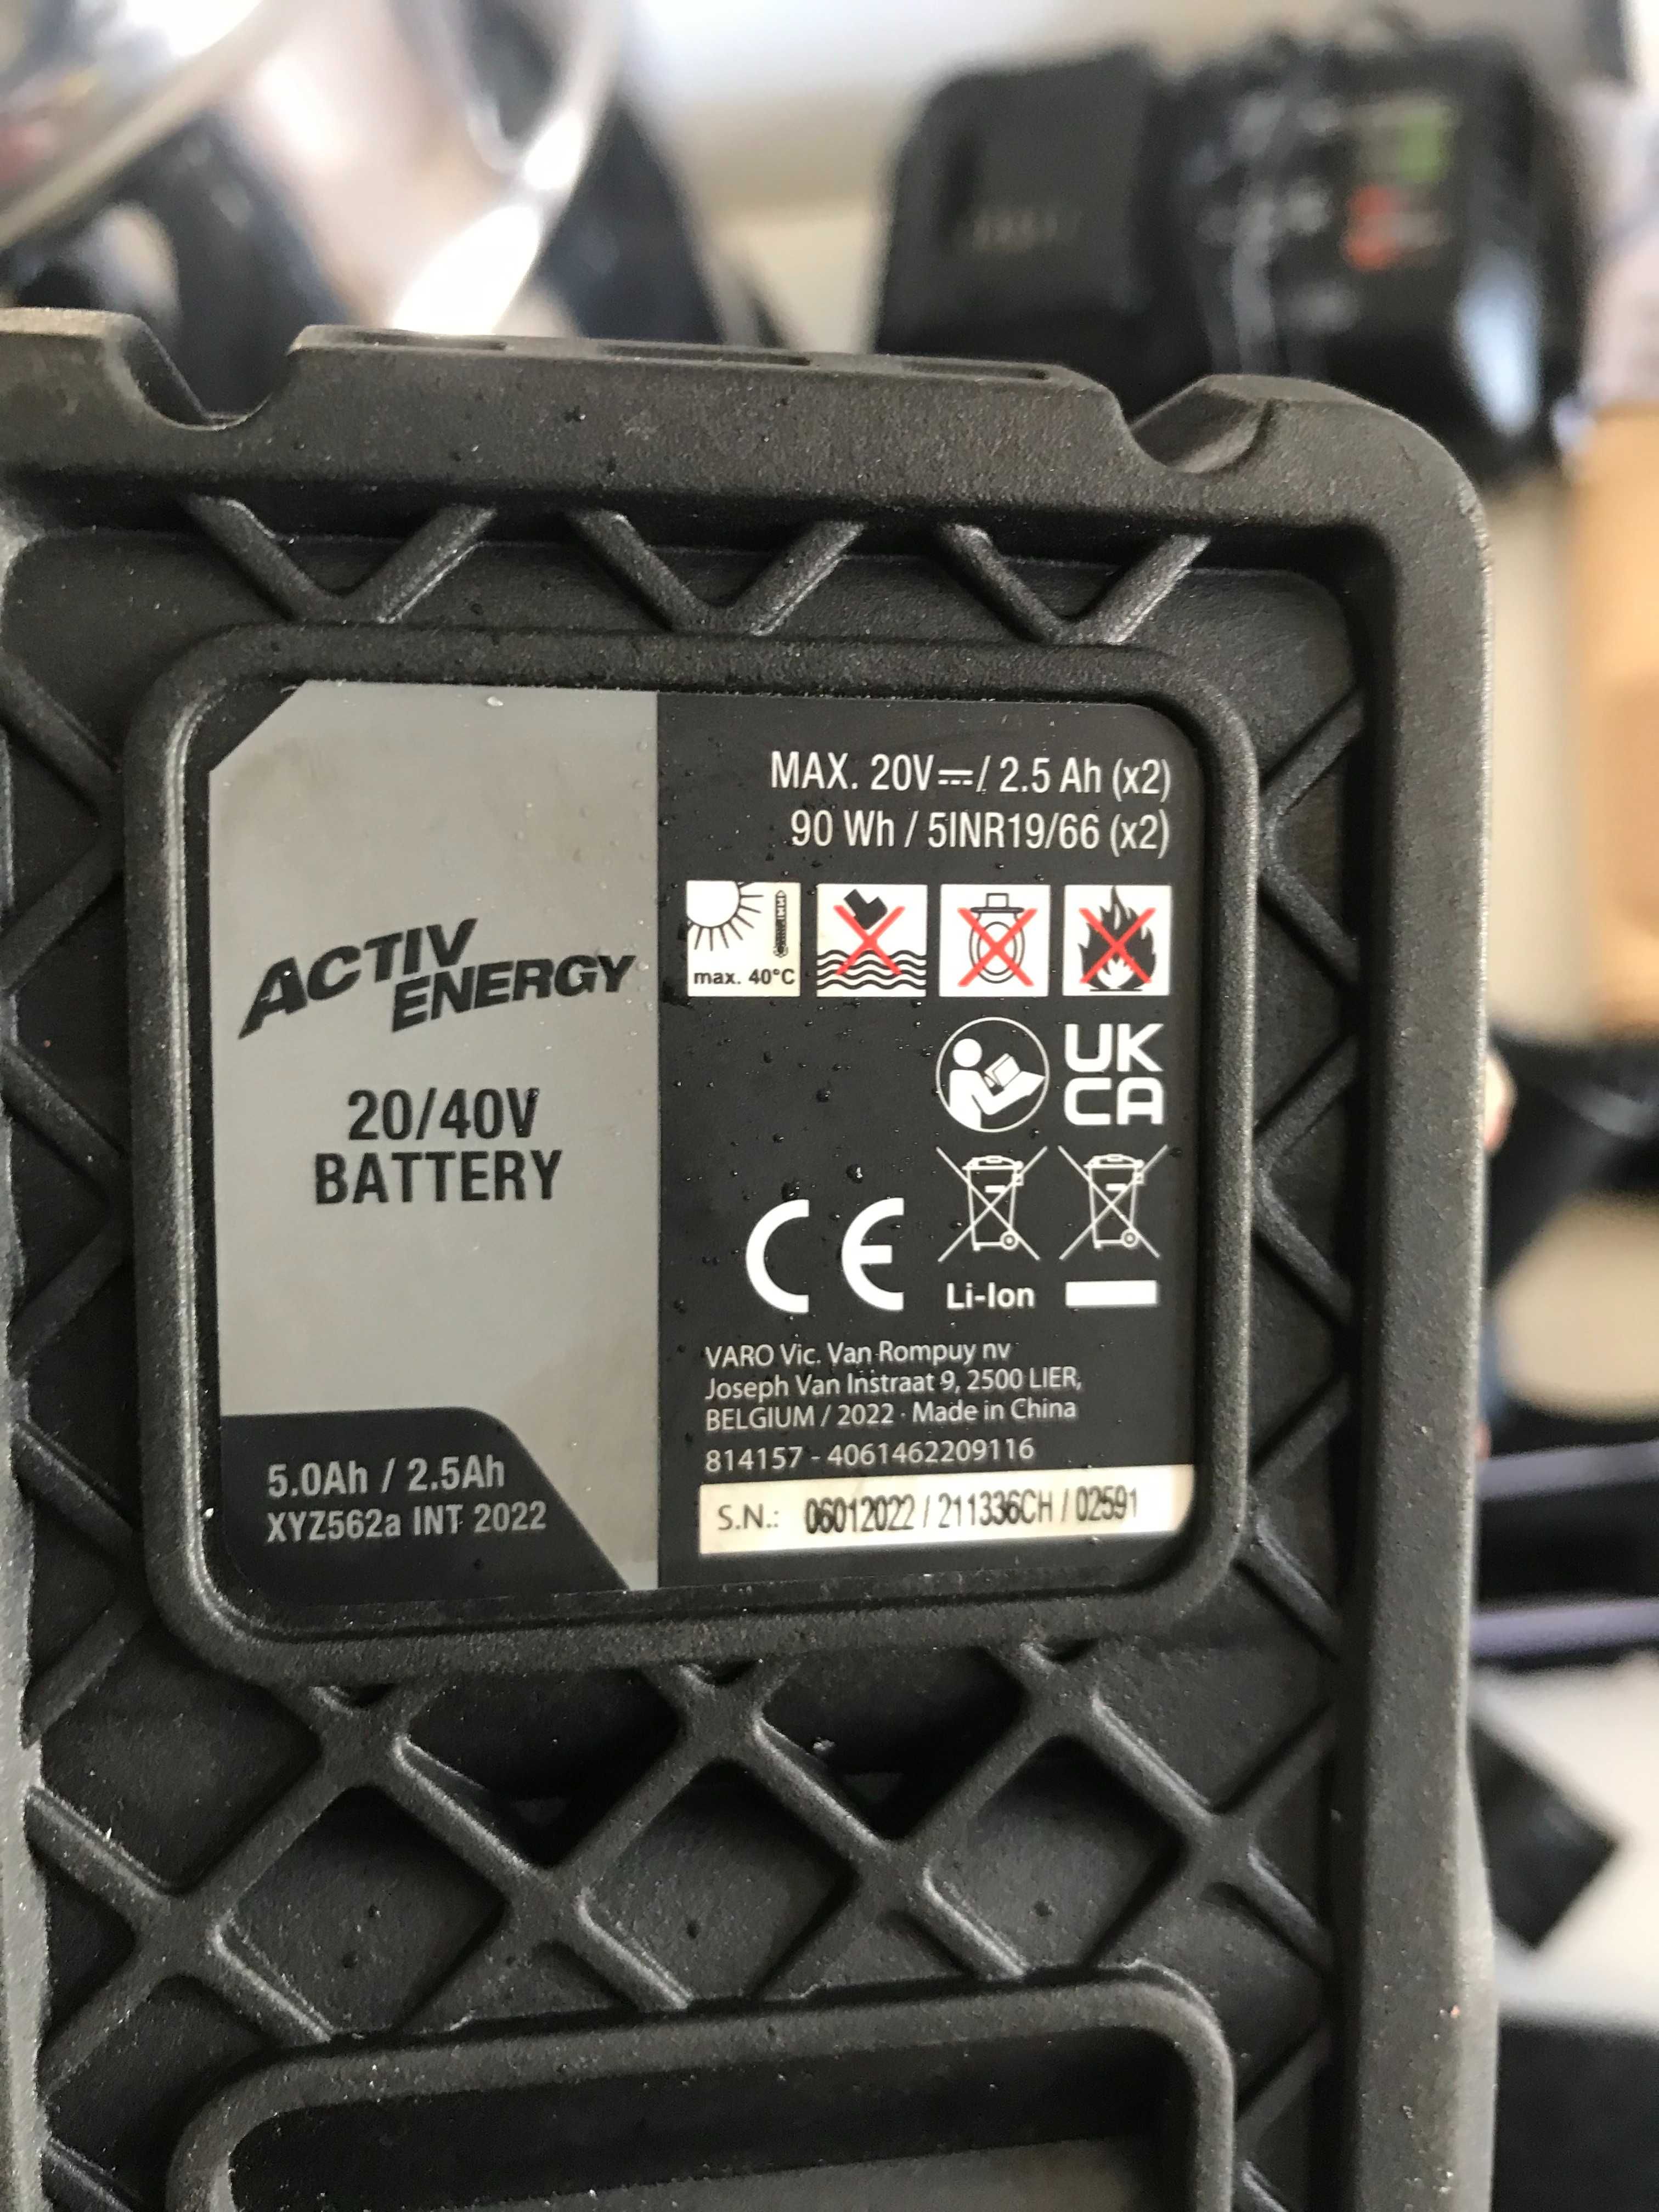 ACTIV
ENERGY
20/40V
BATTERY
5.0Ah / 2.5Ah
XYZ562a INT 2022
MAX. 20V⎓/ 2.5 Ah (x2)
90 Wh / 5INR19/66 (x2)
max. 40°C
UK
CA
CE
Li-Ion
VARO Vic. Van Rompuy nv
Joseph Van Instraat 9, 2500 LIER,
BELGIUM / 2022 · Made in China
814157 - 4061462209116
S.N.: 06012022 / 211336CH / 02591